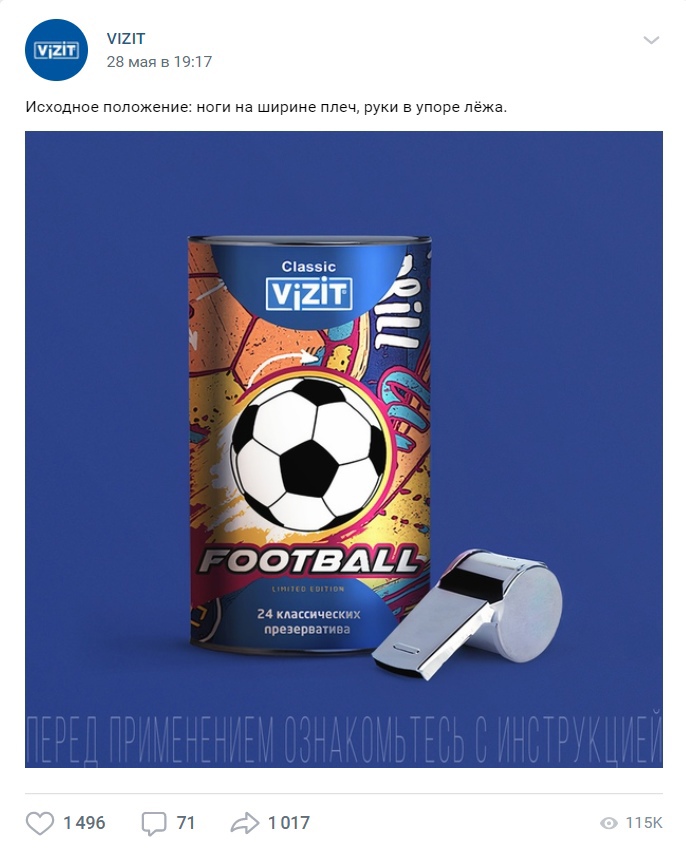 VIZIT
VIZIT
28 мая в 19:17
Исходное положение: ноги на ширине плеч, руки в упоре лёжа.
Classic
VIZIT
FOOTBALL
LIMITED EDITION
24 классических
презерватива
ПЕРЕД ПРИМЕНЕНИЕМ ОЗНАКОМЬТЕСЬ С ИНСТРУКЦИЕЙ
1 496 71 1 017 115K